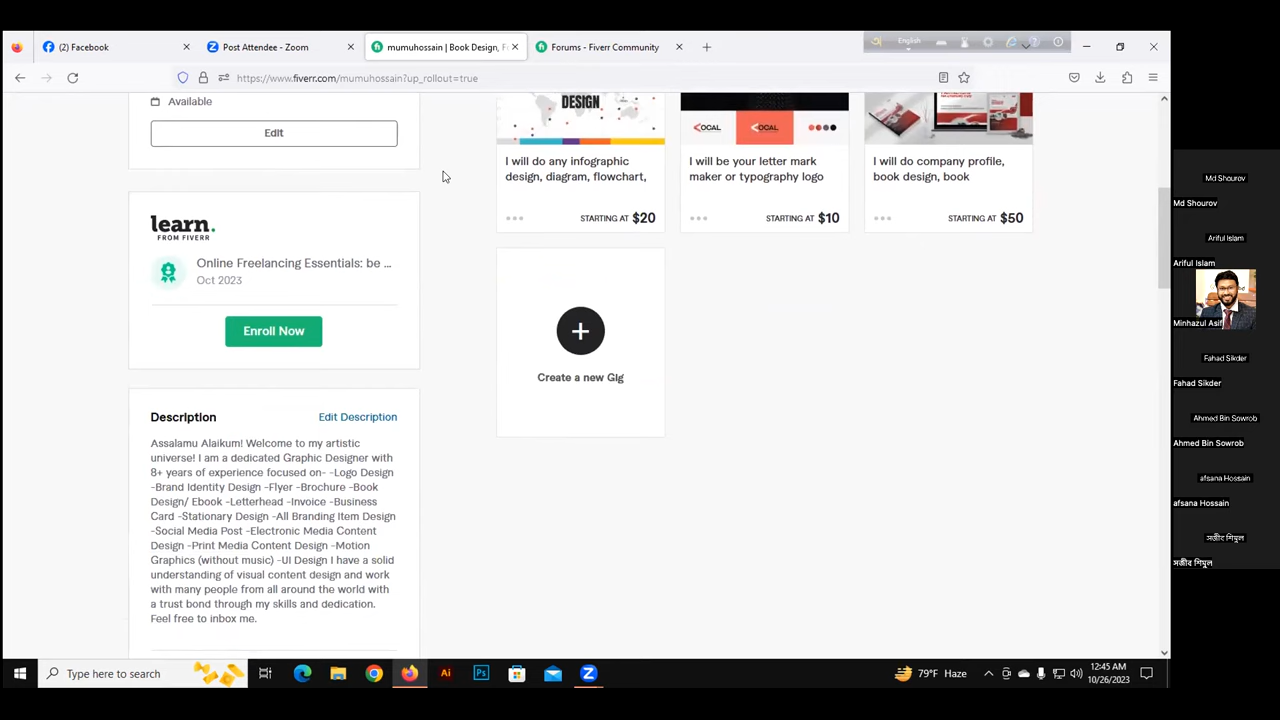 (2) Facebook
Post Attendee - Zoom
mumuhossain | Book Design, F
Forums - Fiverr Community
English
https://www.fiverr.com/mumuhossain?up_rollout=true
Available
Edit
DESIGN
OCAL
OCAL
I will do any infographic
design, diagram, flowchart,
STARTING AT $20
I will be your letter mark
maker or typography logo
STARTING AT $10
I will do company profile,
book design, book
STARTING AT $50
learn.
FROM FIVERR
Online Freelancing Essentials: be ...
Oct 2023
Enroll Now
Create a new Gig
Description
Edit Description
Assalamu Alaikum! Welcome to my artistic
universe! I am a dedicated Graphic Designer with
8+ years of experience focused on- -Logo Design
-Brand Identity Design -Flyer -Brochure -Book
Design/ Ebook -Letterhead -Invoice -Business
Card -Stationary Design -All Branding Item Design
-Social Media Post -Electronic Media Content
Design -Print Media Content Design -Motion
Graphics (without music) -UI Design I have a solid
understanding of visual content design and work
with many people from all around the world with
a trust bond through my skills and dedication.
Feel free to inbox me.
Md Shourov
Md Shourov
Ariful Islam
Ariful Islam
Minhazul Asif
Fahad Sikder
Fahad Sikder
Ahmed Bin Sowrob
Ahmed Bin Sowrob
afsana Hossain
afsana Hossain
সজীব শিমুল
সজীব শিমুল
Type here to search
Ai
Ps
79°F Haze
12:45 AM
10/26/2023